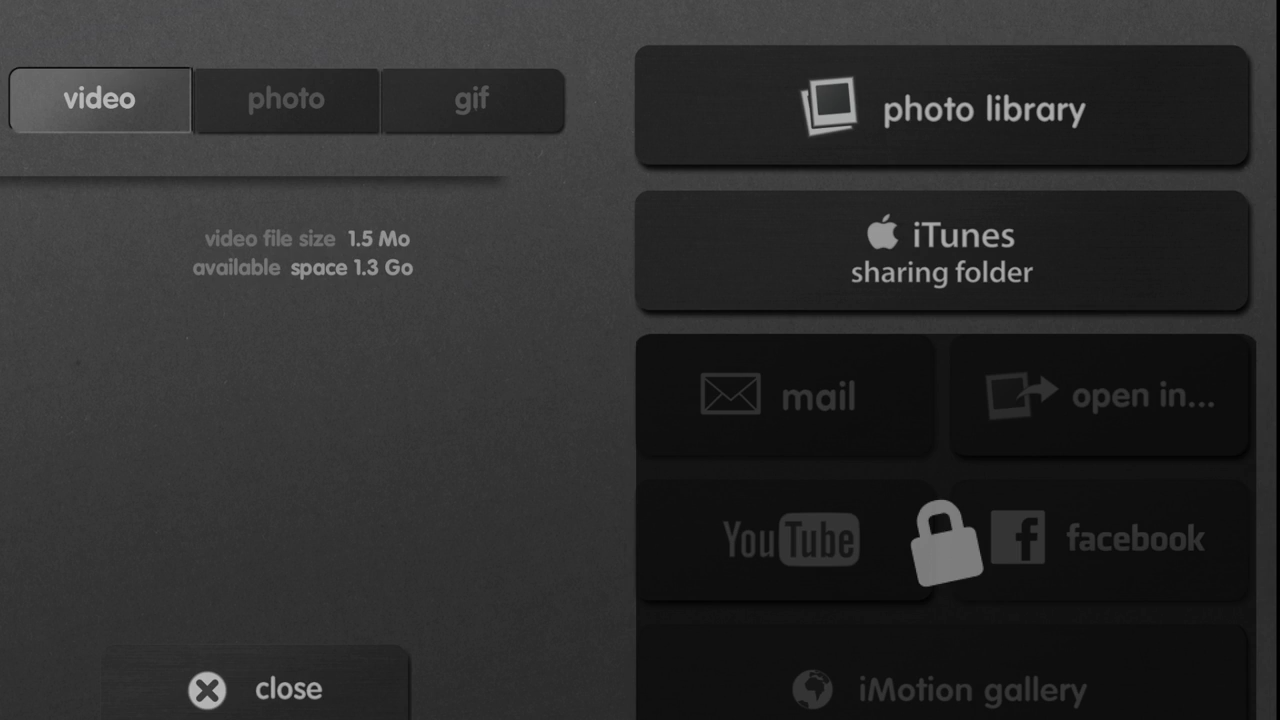 video photo gif
video file size 1.5 Mo
available space 1.3 Go
close
photo library
iTunes
sharing folder
mail
open in...
YouTube
facebook
iMotion gallery